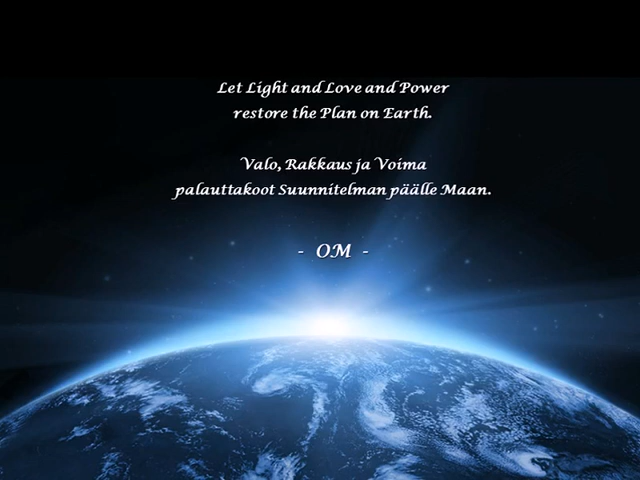 Let Light and Love and Power
restore the Plan on Earth.
Valo, Rakkaus ja Voima
palauttakoot Suunnitelman päälle Maan.
- OM -